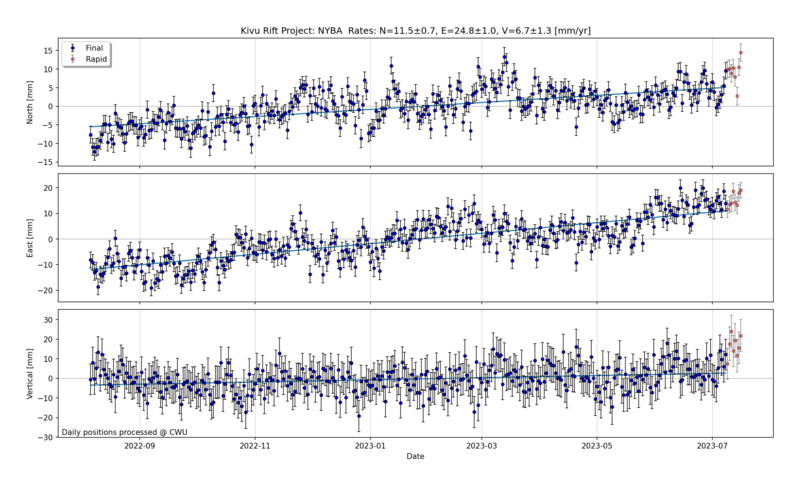 Kivu Rift Project: NYBA  Rates: N=11.5±0.7, E=24.8±1.0, V=6.7±1.3 [mm/yr]
Final
Rapid
North [mm]
15
10
5
0
−5
−10
−15
East [mm]
20
10
0
−10
−20
Vertical [mm]
30
20
10
0
−10
−20
−30
Daily positions processed @ CWU
2022-09 2022-11 2023-01 2023-03 2023-05 2023-07
Date